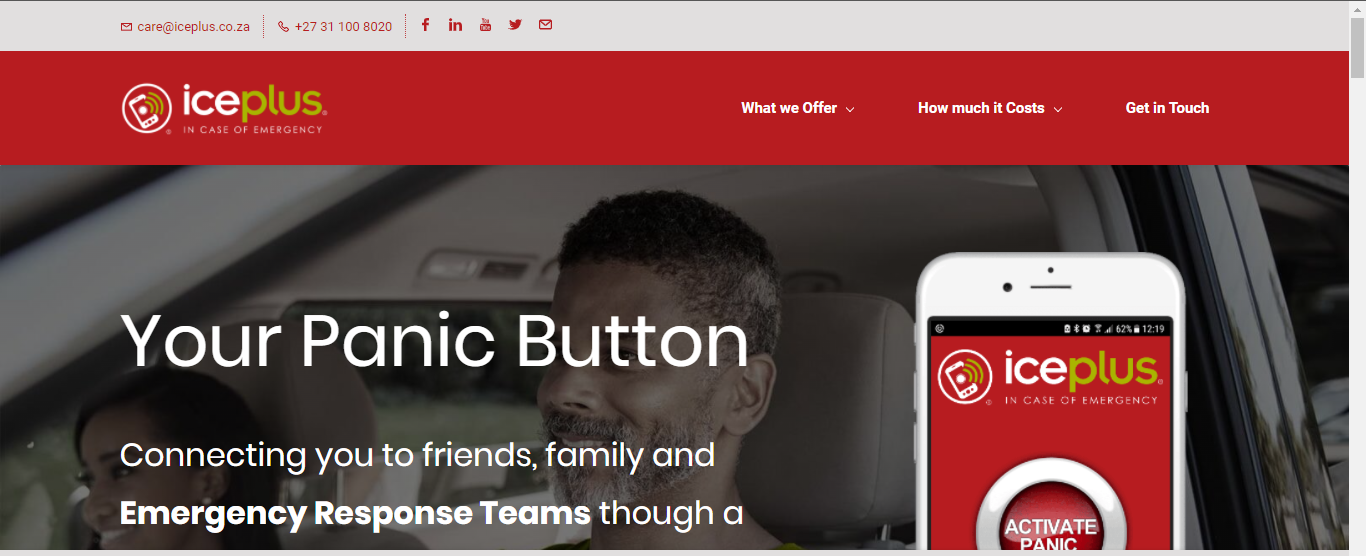 care@iceplus.co.za +27 31 100 8020
iceplus
IN CASE OF EMERGENCY
What we Offer How much it Costs Get in Touch
Your Panic Button
Connecting you to friends, family and
Emergency Response Teams though a
62% 12:19
iceplus
IN CASE OF EMERGENCY
ACTIVATE
PANIC